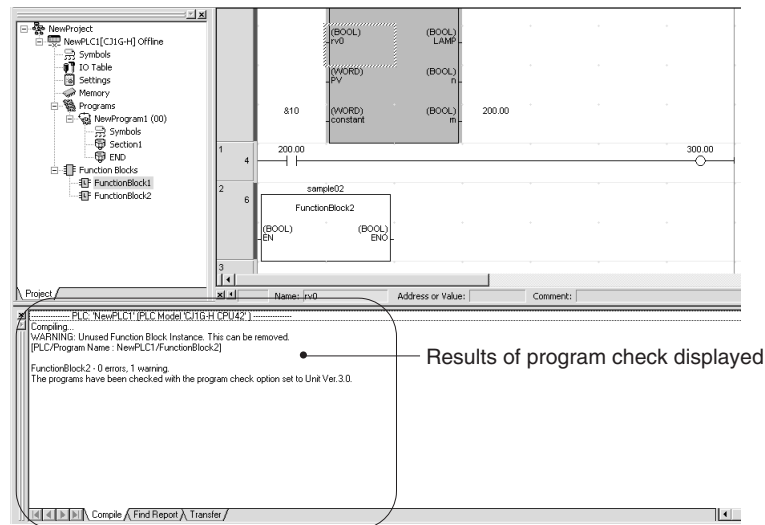 NewProject
NewPLC1[CJ1G-H] Offline
Symbols
IO Table
Settings
Memory
Programs
NewProgram1 (00)
Symbols
Section1
END
Function Blocks
FunctionBlock1
FunctionBlock2
Project
(BOOL) (BOOL)
rv0 LAMP
(WORD) (BOOL)
PV n
&10 (WORD) (BOOL) 200.00
constant m
1 200.00 300.00
4
2 sample02
6
FunctionBlock2
(BOOL) (BOOL)
EN ENO
3
Name: rv0 Address or Value: Comment:
[--------------- PLC: 'NewPLC1' (PLC Model 'CJ1G-H CPU42') ---------------
Compiling...
WARNING: Unused Function Block Instance. This can be removed.
[PLC/Program Name : NewPLC1/FunctionBlock2]
FunctionBlock2 - 0 errors, 1 warning.
The programs have been checked with the program check option set to Unit Ver.3.0.
Results of program check displayed
Compile Find Report Transfer